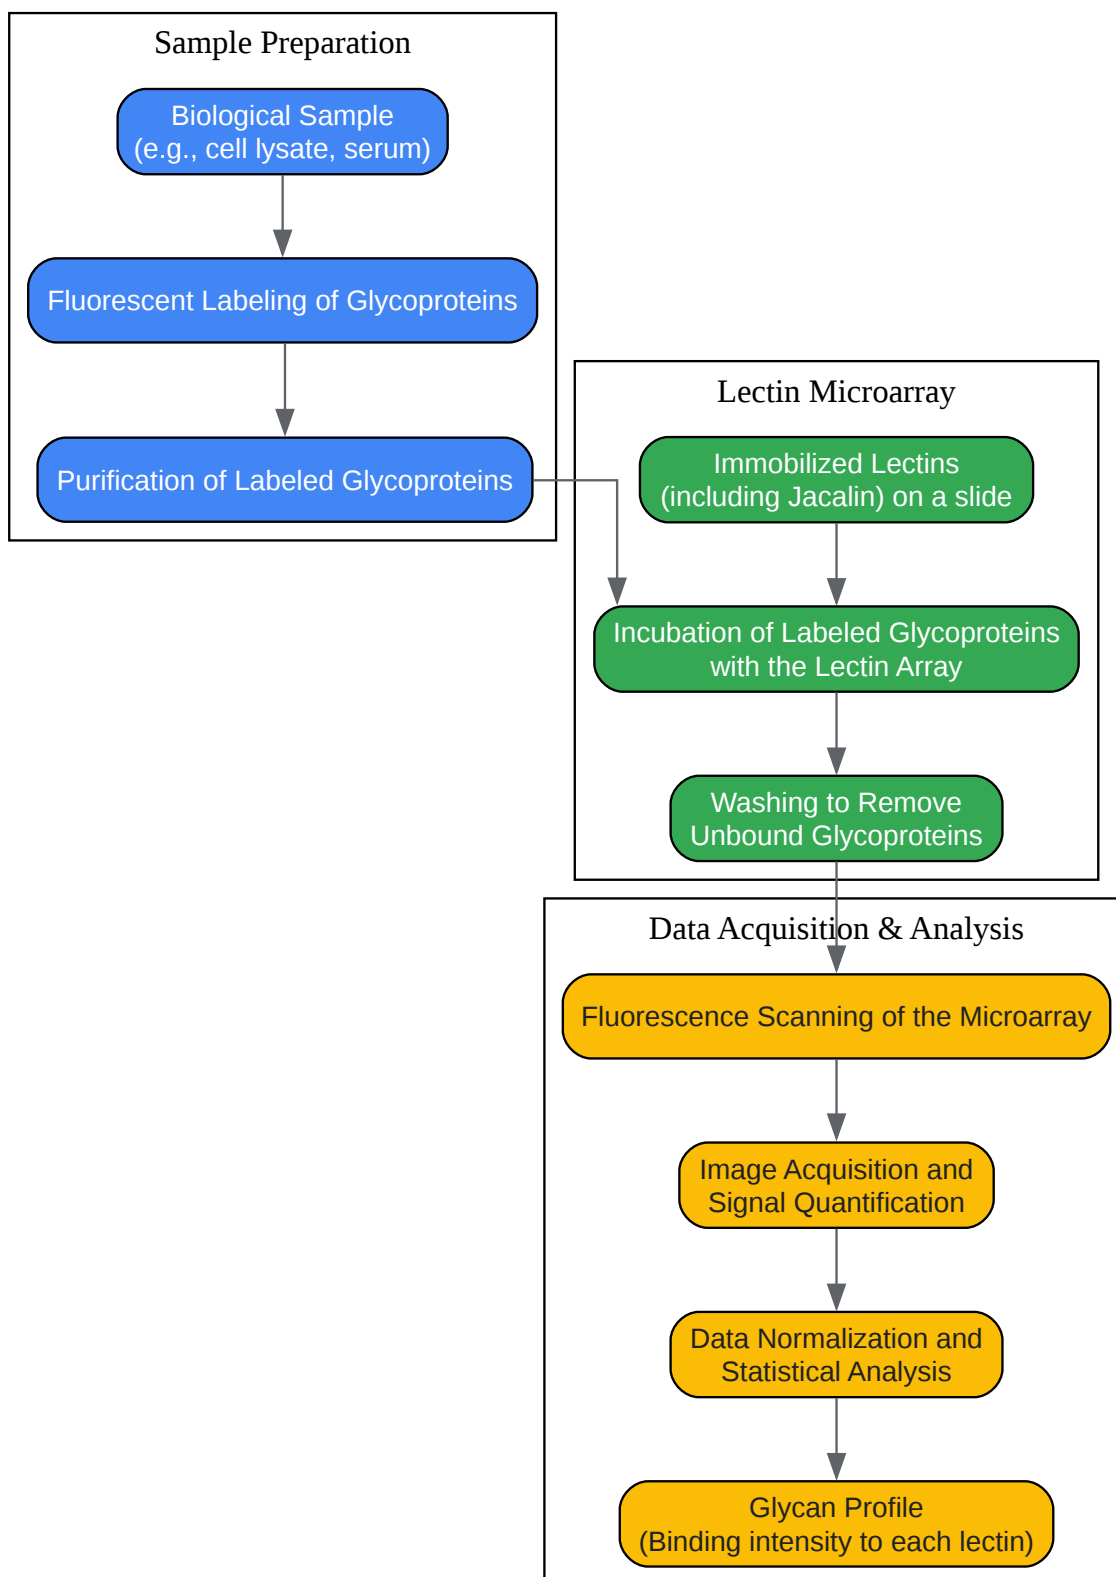 Sample Preparation
Biological Sample
(e.g., cell lysate, serum)
Fluorescent Labeling of Glycoproteins
Purification of Labeled Glycoproteins
Lectin Microarray
Immobilized Lectins
(including Jacalin) on a slide
Incubation of Labeled Glycoproteins
with the Lectin Array
Washing to Remove
Unbound Glycoproteins
Data Acquisition & Analysis
Fluorescence Scanning of the Microarray
Image Acquisition and
Signal Quantification
Data Normalization and
Statistical Analysis
Glycan Profile
(Binding intensity to each lectin)